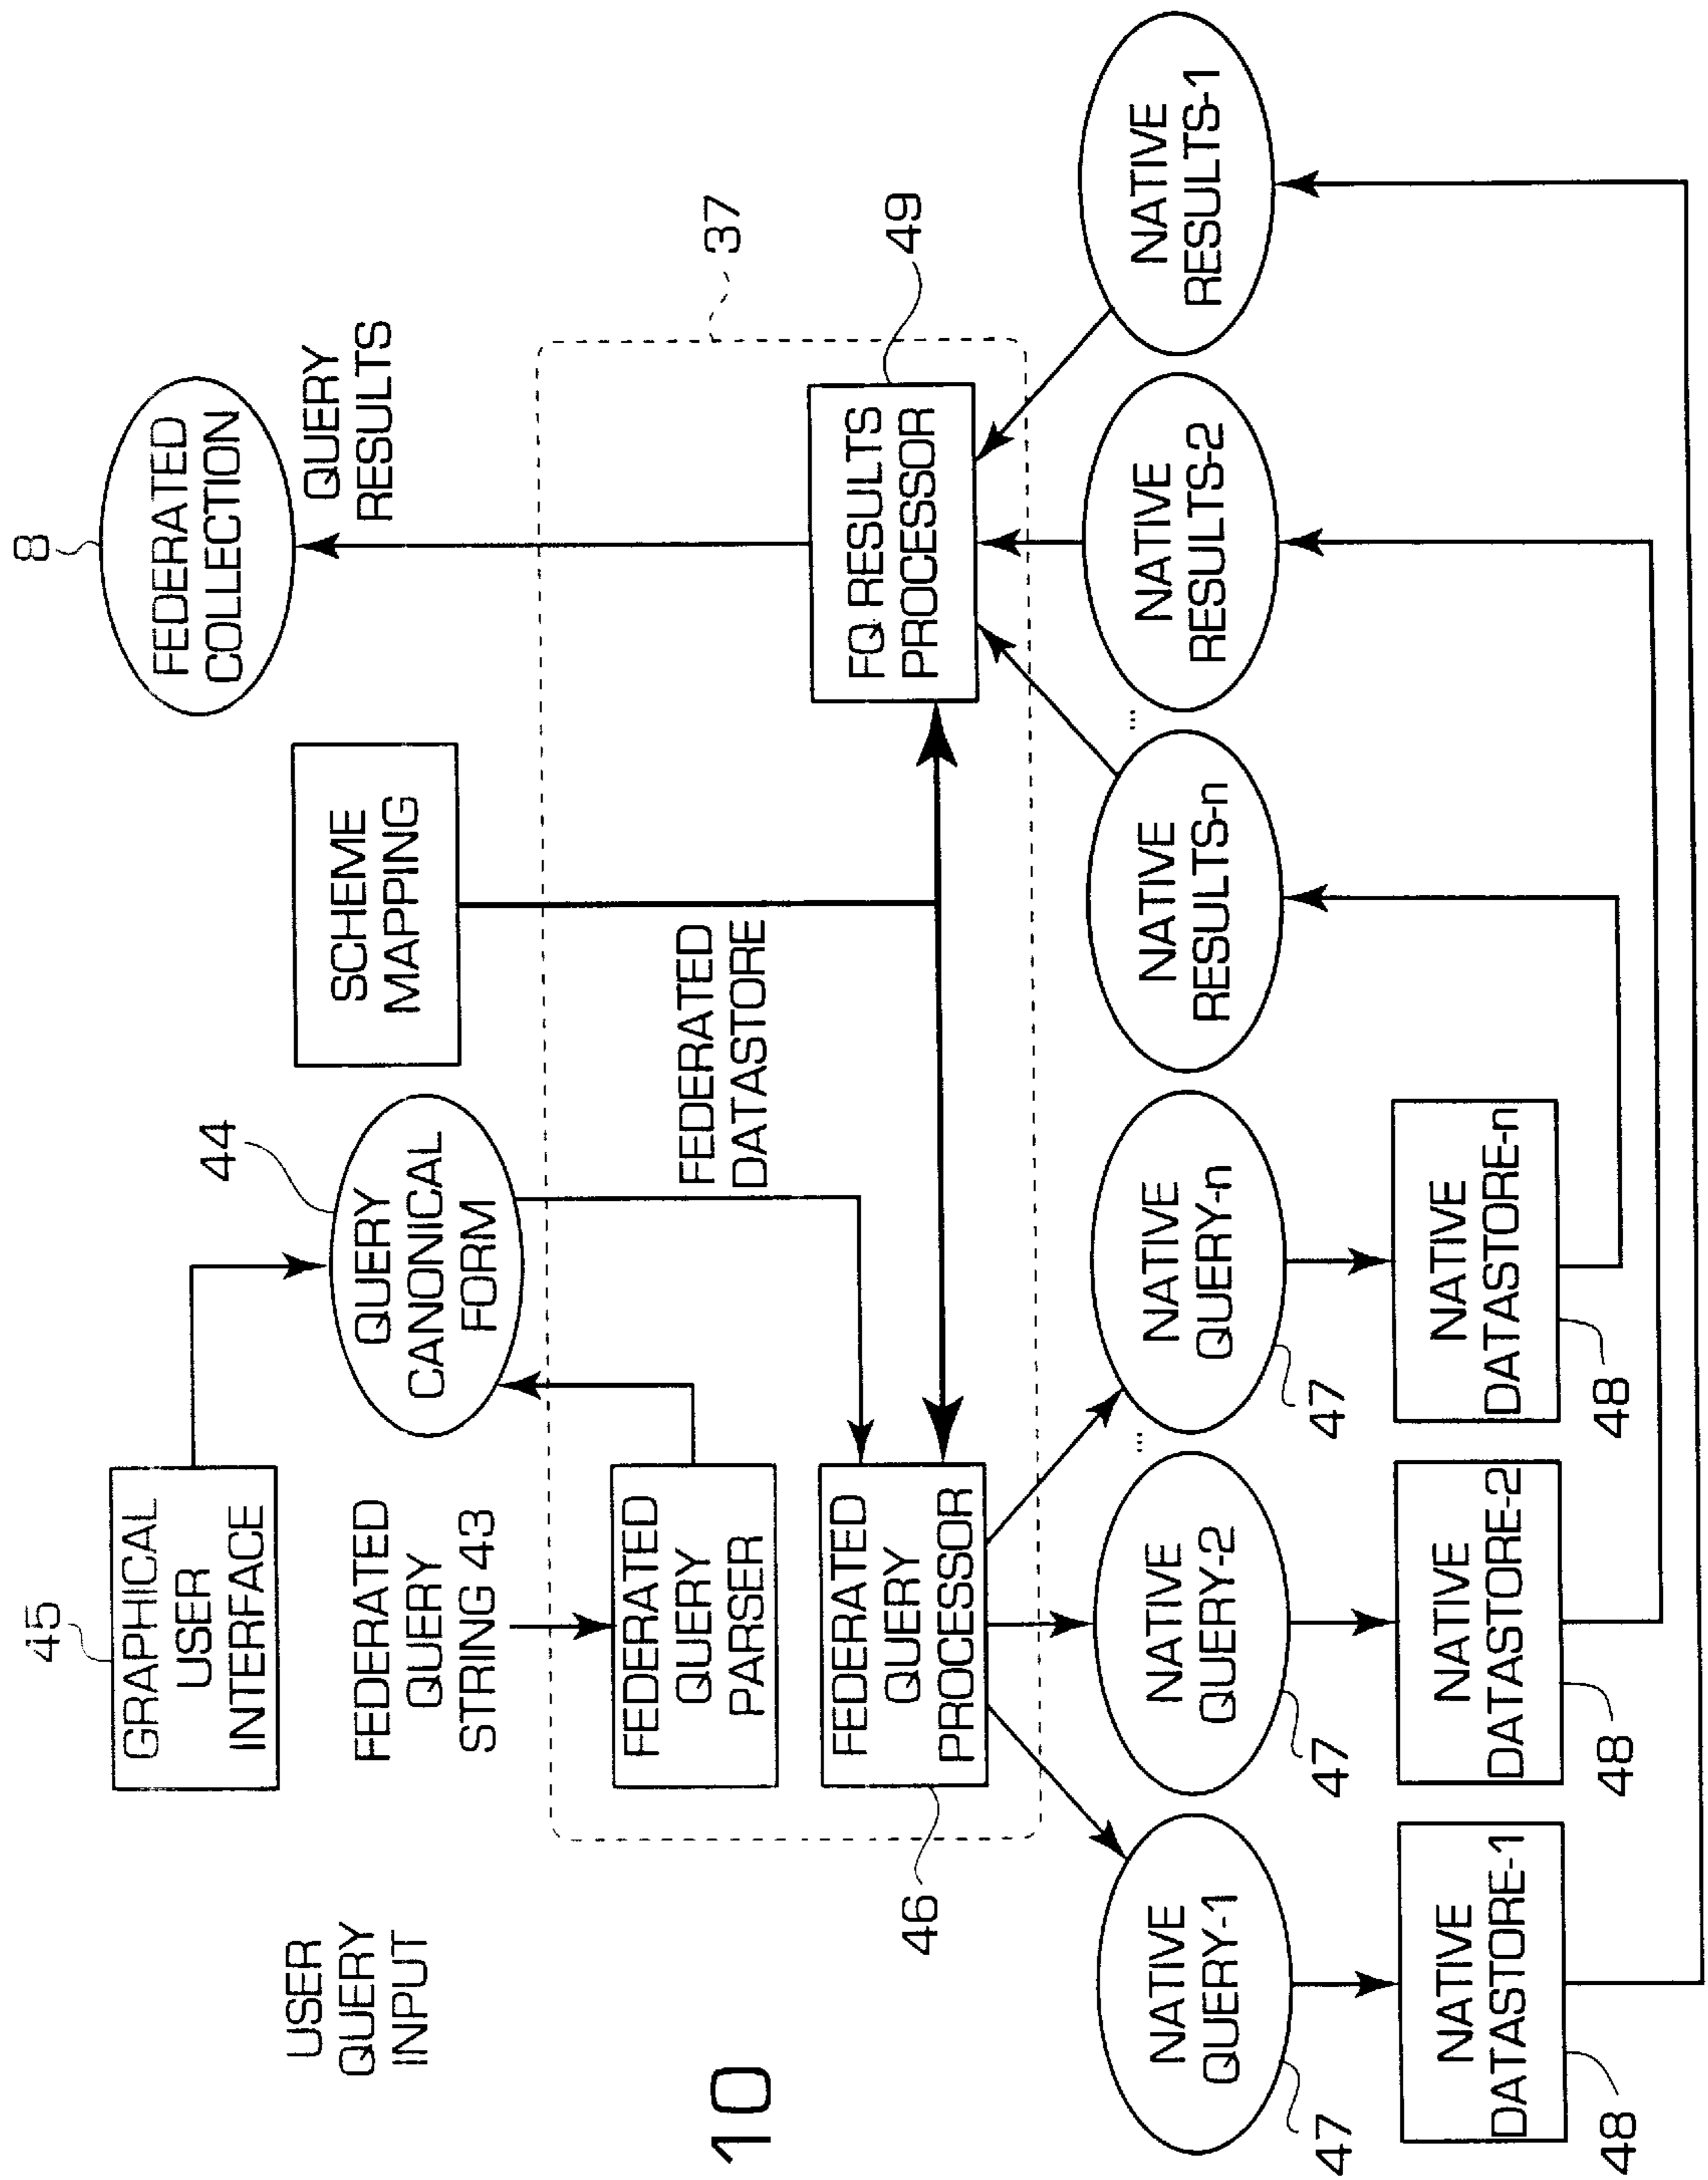 8
FEDERATED
COLLECTION
QUERY
RESULTS
45
GRAPHICAL
USER
INTERFACE
44
QUERY
CANONICAL
FORM
SCHEME
MAPPING
USER
QUERY
INPUT
FEDERATED
QUERY
STRING 43
37
FEDERATED
QUERY
PARSER
FEDERATED
DATASTORE
FEDERATED
QUERY
PROCESSOR
46
FQ RESULTS
PROCESSOR
49
10
NATIVE
QUERY-1
47
NATIVE
QUERY-2
47
...
NATIVE
QUERY-n
47
NATIVE
RESULTS-n
...
NATIVE
RESULTS-2
NATIVE
RESULTS-1
NATIVE
DATASTORE-1
48
NATIVE
DATASTORE-2
48
NATIVE
DATASTORE-n
48